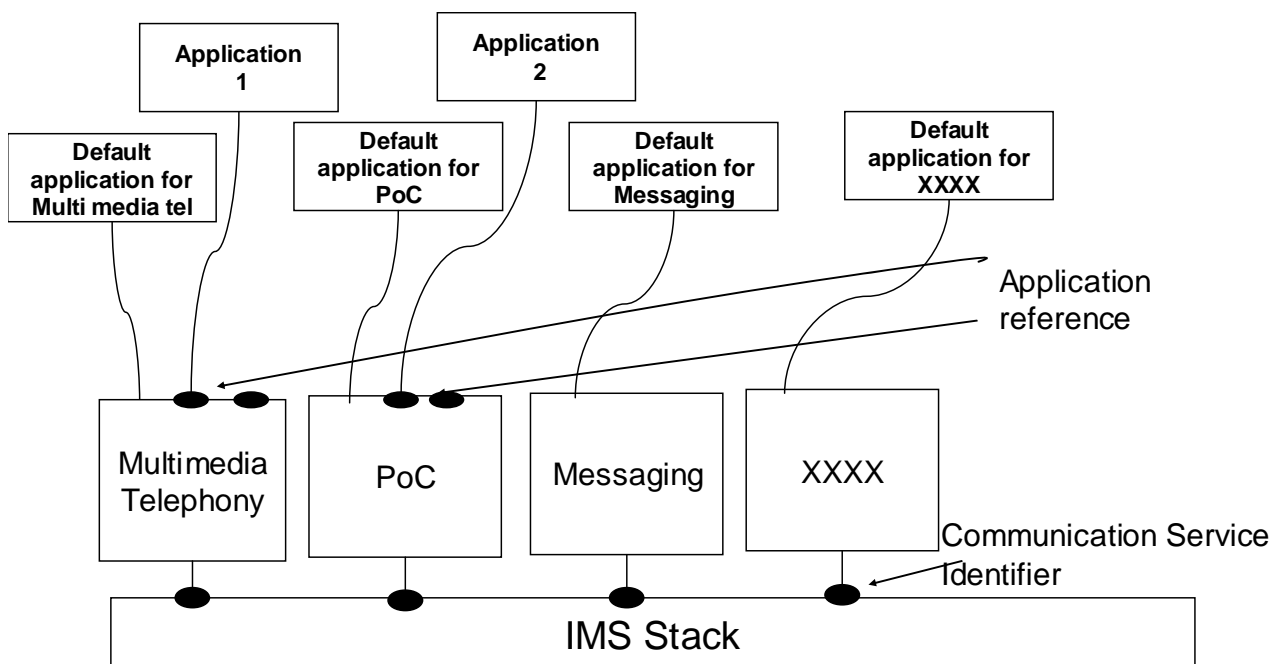 Application
1
Application
2
Default
application for
Multi media tel
Default
application for
PoC
Default
application for
Messaging
Default
application for
XXXX
Application
reference
Multimedia
Telephony
PoC
Messaging
XXXX
Communication Service
Identifier
IMS Stack